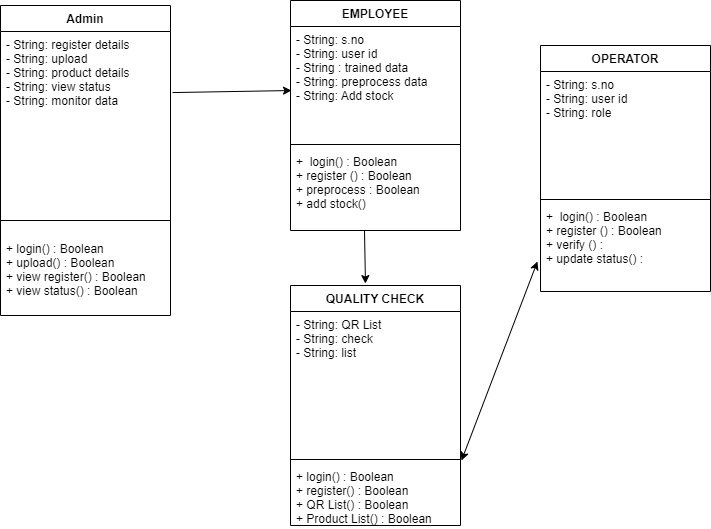 Admin
- String: register details
- String: upload
- String: product details
- String: view status
- String: monitor data
+ login() : Boolean
+ upload() : Boolean
+ view register() : Boolean
+ view status() : Boolean
EMPLOYEE
- String: s.no
- String: user id
- String : trained data
- String: preprocess data
- String: Add stock
+  login() : Boolean
+ register () : Boolean
+ preprocess : Boolean
+ add stock()
QUALITY CHECK
- String: QR List
- String: check
- String: list
+ login() : Boolean
+ register() : Boolean
+ QR List() : Boolean
+ Product List() : Boolean
OPERATOR
- String: s.no
- String: user id
- String: role
+  login() : Boolean
+ register () : Boolean
+ verify () :
+ update status() :